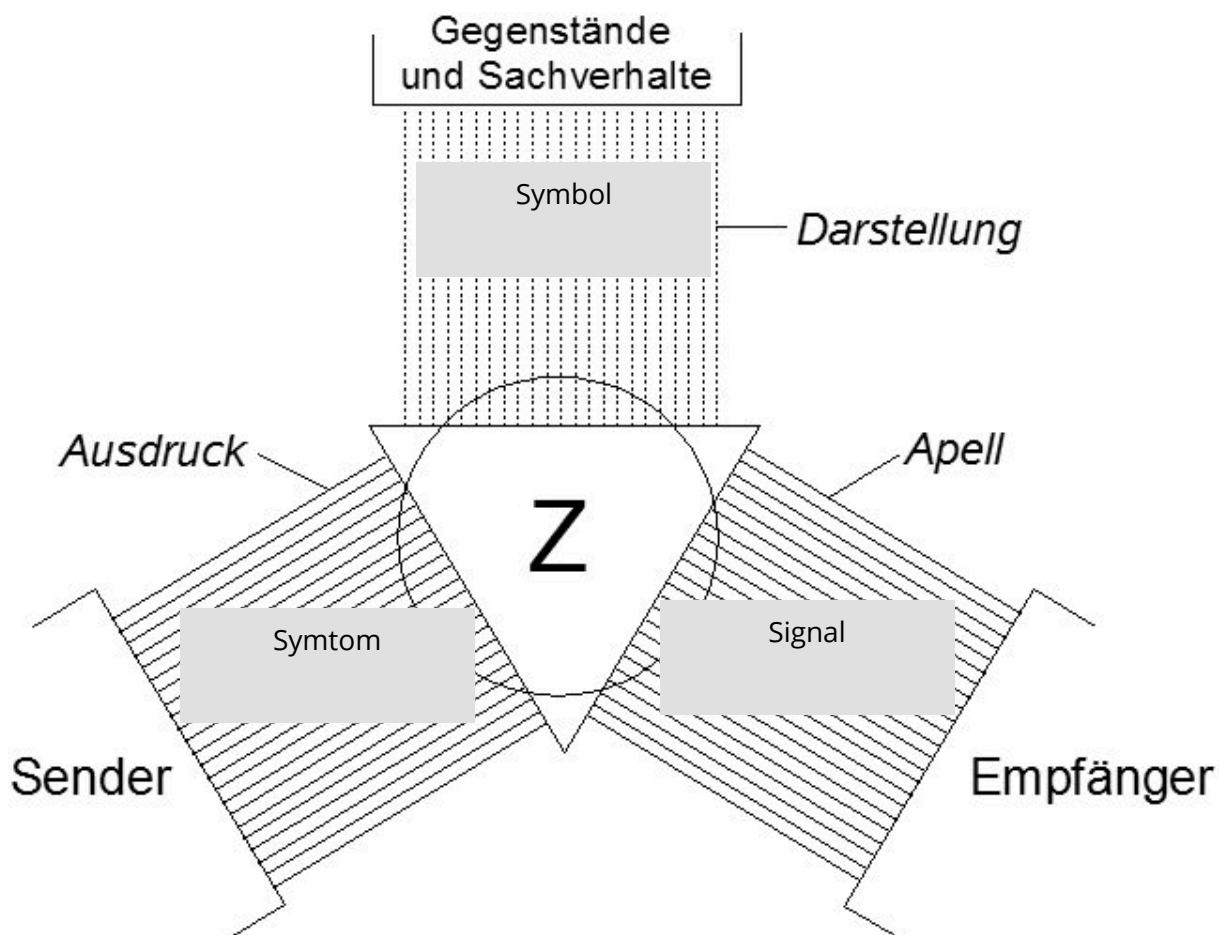 Gegenstände
und Sachverhalte
Symbol
Darstellung
Ausdruck
Apell
Z
Symtom
Signal
Sender
Empfänger